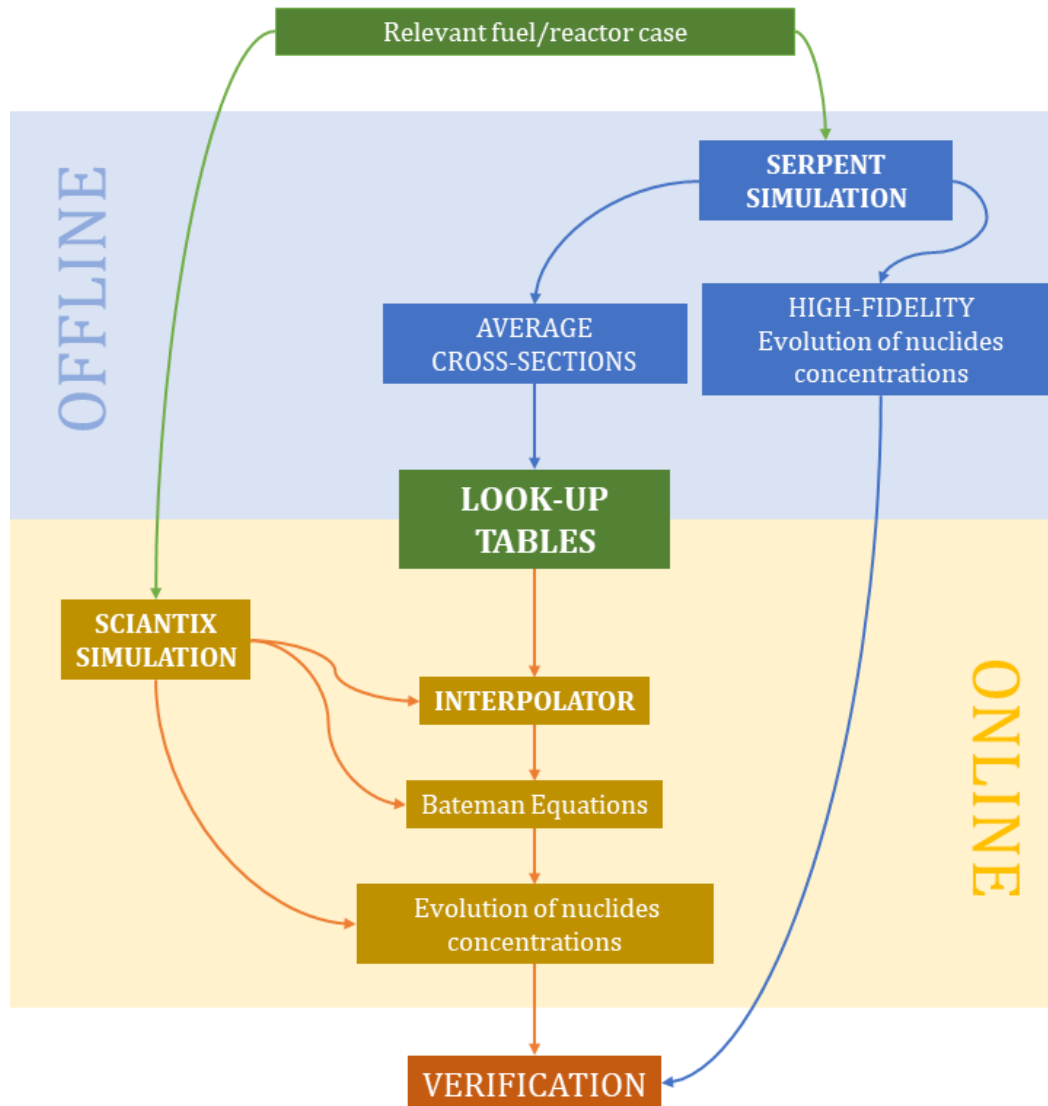 Relevant fuel/reactor case
OFFLINE
SERPENT
SIMULATION
AVERAGE
CROSS-SECTIONS
HIGH-FIDELITY
Evolution of nuclides
concentrations
LOOK-UP
TABLES
SCIANTIX
SIMULATION
INTERPOLATOR
ONLINE
Bateman Equations
Evolution of nuclides
concentrations
VERIFICATION